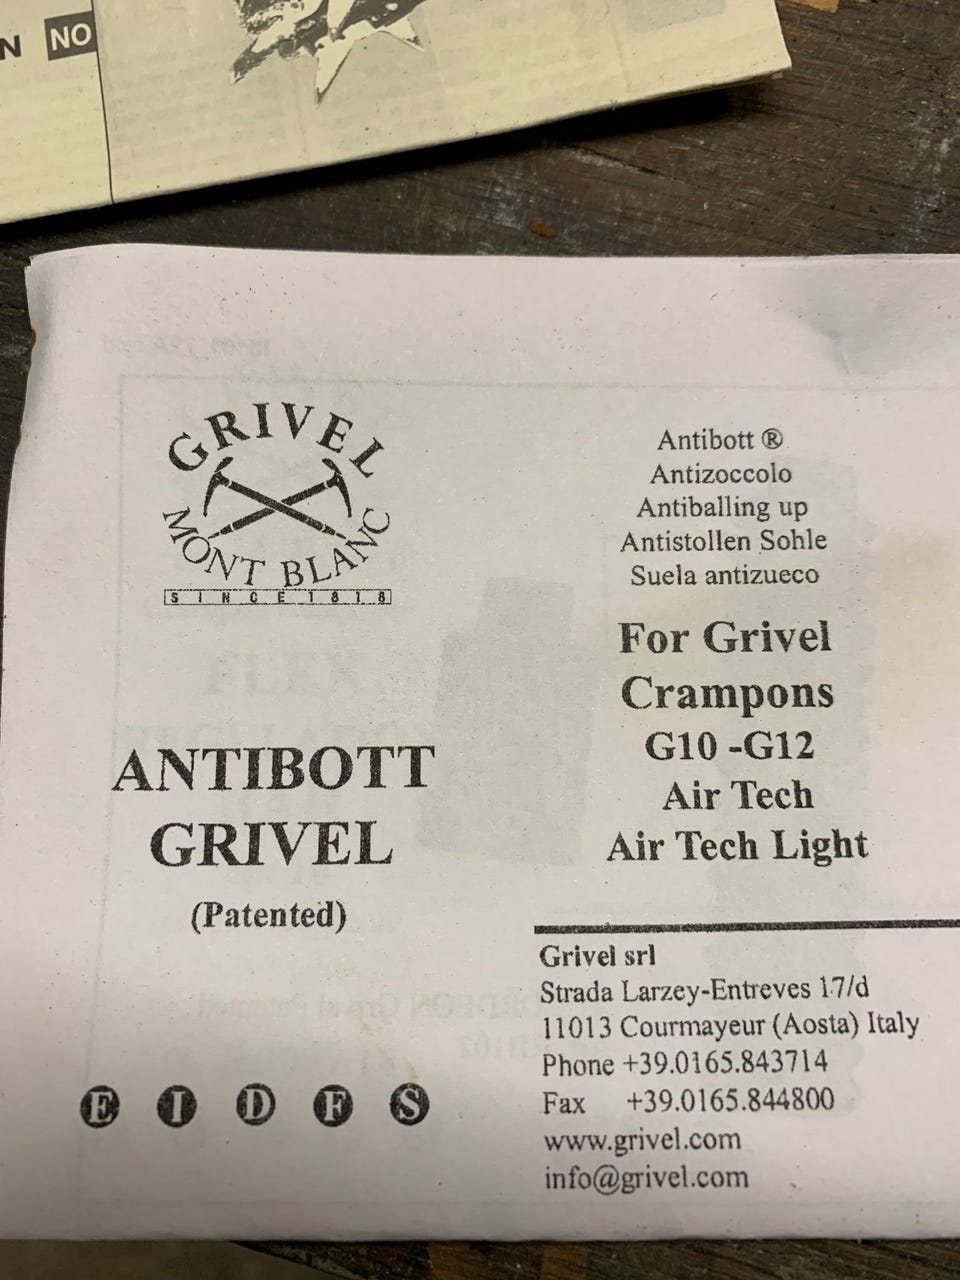 N NO
GRIVEL
MONT BLANC
SINCE 1818
ANTIBOTT
GRIVEL
(Patented)
E I D F S
Antibott ®
Antizoccolo
Antiballing up
Antistollen Sohle
Suela antizueco
For Grivel
Crampons
G10 -G12
Air Tech
Air Tech Light
Grivel srl
Strada Larzey-Entreves 17/d
11013 Courmayeur (Aosta) Italy
Phone +39.0165.843714
Fax +39.0165.844800
www.grivel.com
info@grivel.com